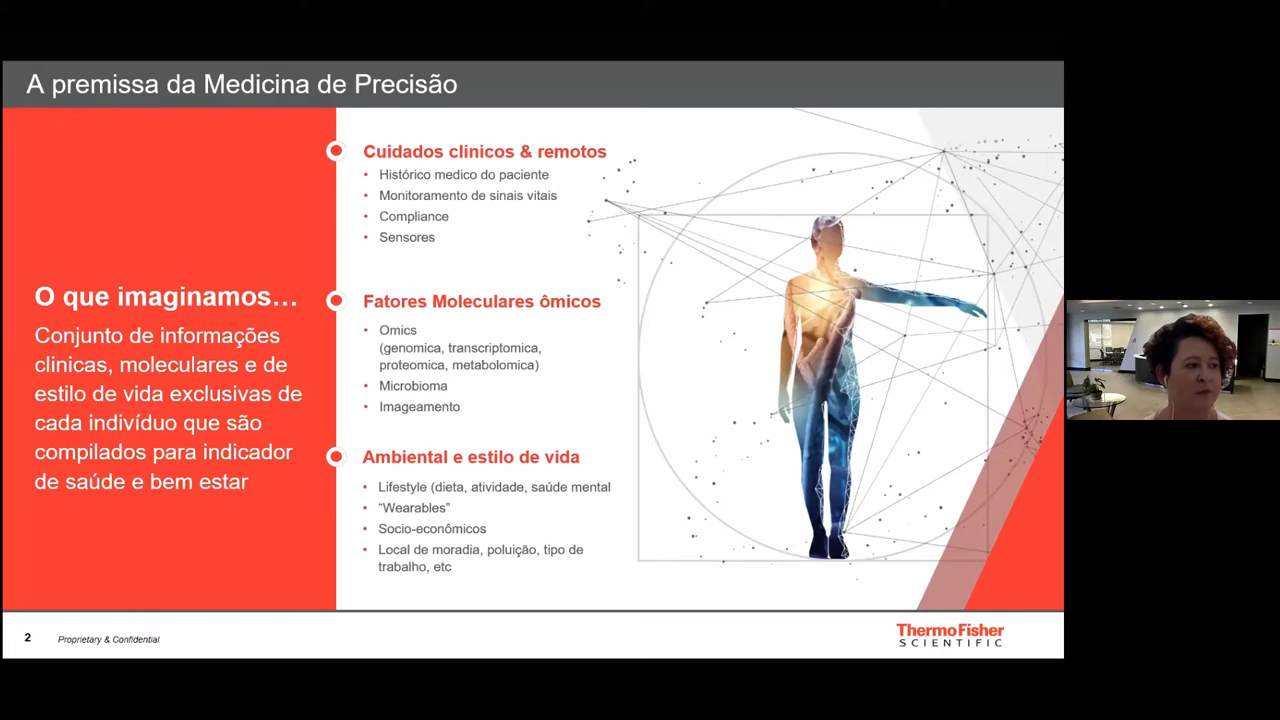 A premissa da Medicina de Precisão
O que imaginamos...
Conjunto de informações
clinicas, moleculares e de
estilo de vida exclusivas de
cada indivíduo que são
compilados para indicador
de saúde e bem estar
Cuidados clinicos & remotos
• Histórico medico do paciente
• Monitoramento de sinais vitais
• Compliance
• Sensores
Fatores Moleculares ômicos
• Omics
(genomica, transcriptomica,
proteomica, metabolomica)
• Microbioma
• Imageamento
Ambiental e estilo de vida
• Lifestyle (dieta, atividade, saúde mental
• “Wearables”
• Socio-econômicos
• Local de moradia, poluição, tipo de
trabalho, etc
2 Proprietary & Confidential
ThermoFisher
SCIENTIFIC